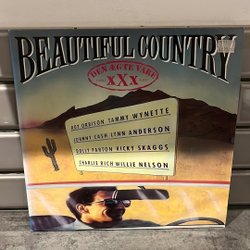 BEAUTIFUL COUNTRY
DEN ÆGTE VARE
XXX
ROY ORBISON TAMMY WYNETTE
JOHNNY CASH LYNN ANDERSON
DOLLY PARTON RICKY SKAGGS
CHARLIE RICH WILLIE NELSON